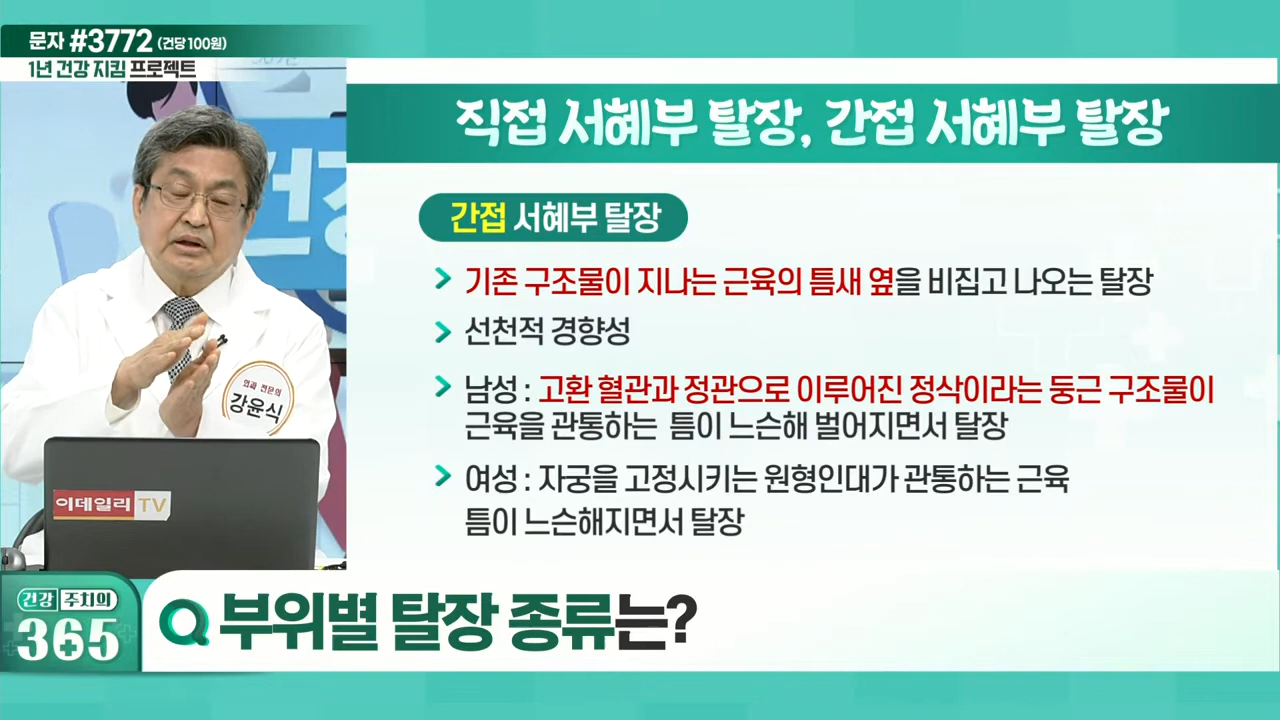 문자 #3772 (건당 100원)
1년 건강 지킴 프로젝트
직접 서혜부 탈장, 간접 서혜부 탈장
간접 서혜부 탈장
기존 구조물이 지나는 근육의 틈새 옆을 비집고 나오는 탈장
선천적 경향성
남성 : 고환 혈관과 정관으로 이루어진 정삭이라는 둥근 구조물이
근육을 관통하는 틈이 느슨해 벌어지면서 탈장
여성 : 자궁을 고정시키는 원형인대가 관통하는 근육
틈이 느슨해지면서 탈장
외과 전문의
강윤식
이데일리 TV
건강 주치의
365
Q 부위별 탈장 종류는?